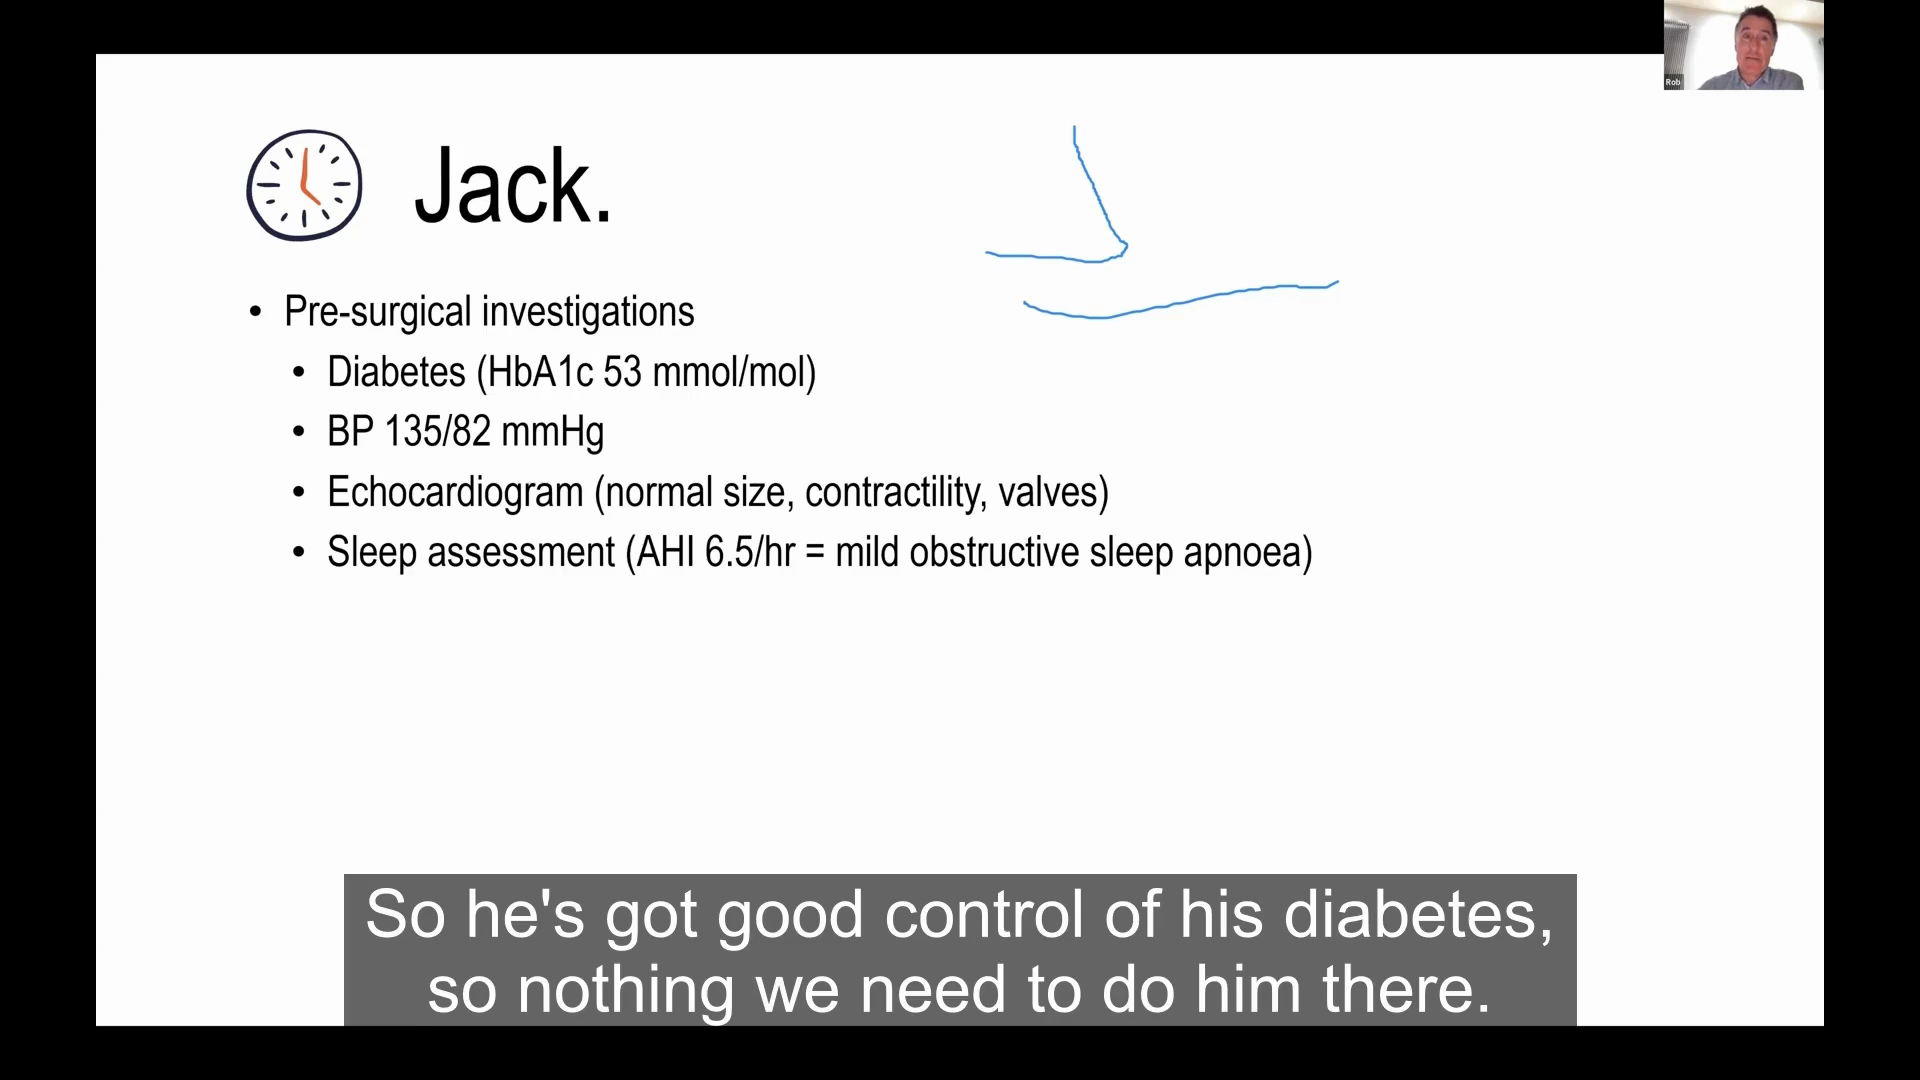 Rob
Jack.
• Pre-surgical investigations
• Diabetes (HbA1c 53 mmol/mol)
• BP 135/82 mmHg
• Echocardiogram (normal size, contractility, valves)
• Sleep assessment (AHI 6.5/hr = mild obstructive sleep apnoea)
So he's got good control of his diabetes,
so nothing we need to do him there.